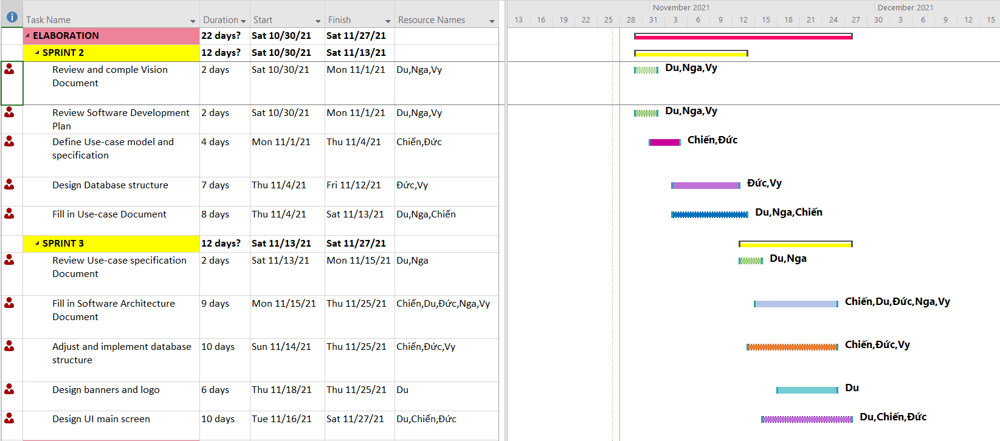 November 2021 December 2021
Task Name Duration Start Finish Resource Names 13 16 19 22 25 28 31 3 6 9 12 15 18 21 24 27 30 3 6 9 12 15
ELABORATION 22 days? Sat 10/30/21 Sat 11/27/21
SPRINT 2 12 days? Sat 10/30/21 Sat 11/13/21
Review and comple Vision 2 days Sat 10/30/21 Mon 11/1/21 Du,Nga,Vy Du,Nga,Vy
Document
Review Software Development 2 days Sat 10/30/21 Mon 11/1/21 Du,Nga,Vy Du,Nga,Vy
Plan
Define Use-case model and 4 days Mon 11/1/21 Thu 11/4/21 Chiến,Đức Chiến,Đức
specification
Design Database structure 7 days Thu 11/4/21 Fri 11/12/21 Đức,Vy Đức,Vy
Fill in Use-case Document 8 days Thu 11/4/21 Sat 11/13/21 Du,Nga,Chiến Du,Nga,Chiến
SPRINT 3 12 days? Sat 11/13/21 Sat 11/27/21
Review Use-case specification 2 days Sat 11/13/21 Mon 11/15/21 Du,Nga Du,Nga
Document
Fill in Software Architecture 9 days Mon 11/15/21 Thu 11/25/21 Chiến,Du,Đức,Nga,Vy Chiến,Du,Đức,Nga,Vy
Document
Adjust and implement database 10 days Sun 11/14/21 Thu 11/25/21 Chiến,Đức,Vy Chiến,Đức,Vy
structure
Design banners and logo 6 days Thu 11/18/21 Thu 11/25/21 Du Du
Design UI main screen 10 days Tue 11/16/21 Sat 11/27/21 Du,Chiến,Đức Du,Chiến,Đức